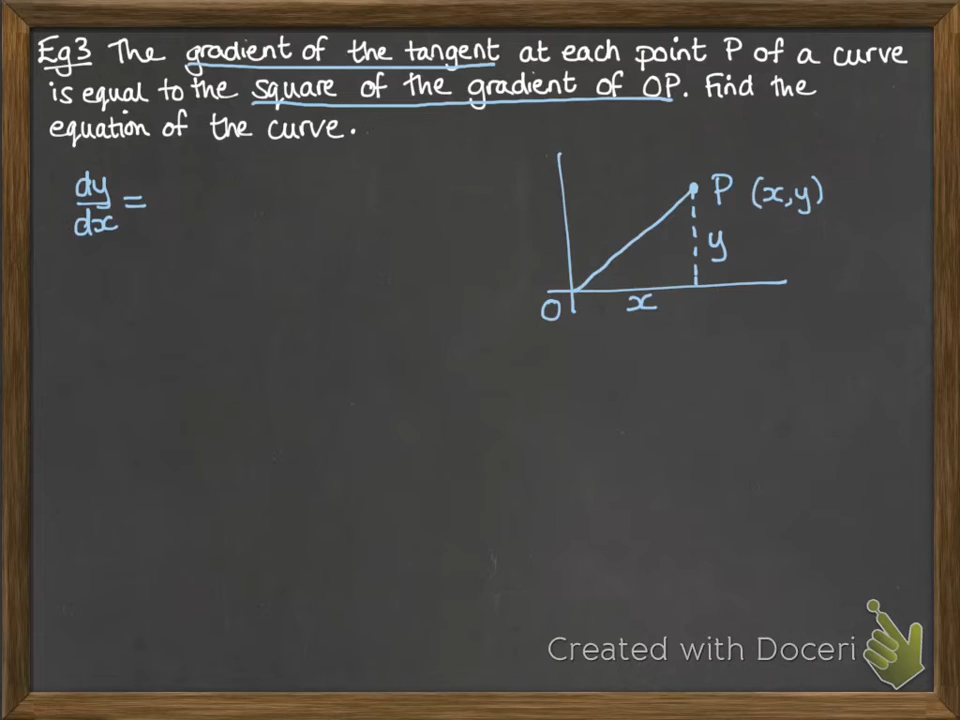 Eg3 The gradient of the tangent at each point P of a curve
is equal to the square of the gradient of OP. Find the
equation of the curve.
dy
dx
=
P (x,y)
y
O
x
Created with Doceri